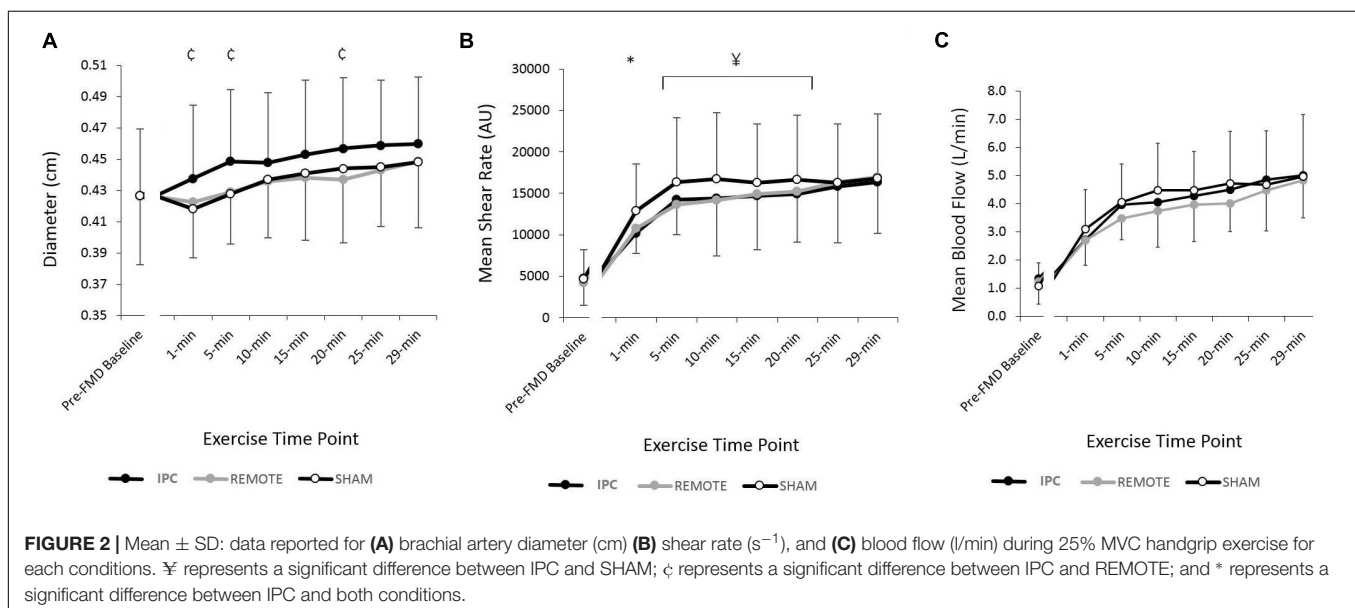 A
¢ ¢ ¢
0.51
0.49
0.47
0.45
0.43
0.41
0.39
0.37
0.35
Diameter (cm)
Pre-FMD Baseline
1-min
5-min
10-min
15-min
20-min
25-min
29-min
Exercise Time Point
IPC REMOTE SHAM
B
* ¥
30000
25000
20000
15000
10000
5000
0
Mean Shear Rate (AU)
Pre-FMD Baseline
1-min
5-min
10-min
15-min
20-min
25-min
29-min
Exercise Time Point
IPC REMOTE SHAM
C
8.0
7.0
6.0
5.0
4.0
3.0
2.0
1.0
0.0
Mean Blood Flow (L/min)
Pre-FMD Baseline
1-min
5-min
10-min
15-min
20-min
25-min
29-min
Exercise Time Point
IPC REMOTE SHAM
FIGURE 2 | Mean ± SD: data reported for (A) brachial artery diameter (cm) (B) shear rate (s⁻¹), and (C) blood flow (l/min) during 25% MVC handgrip exercise for
each conditions. ¥ represents a significant difference between IPC and SHAM; ¢ represents a significant difference between IPC and REMOTE; and * represents a
significant difference between IPC and both conditions.